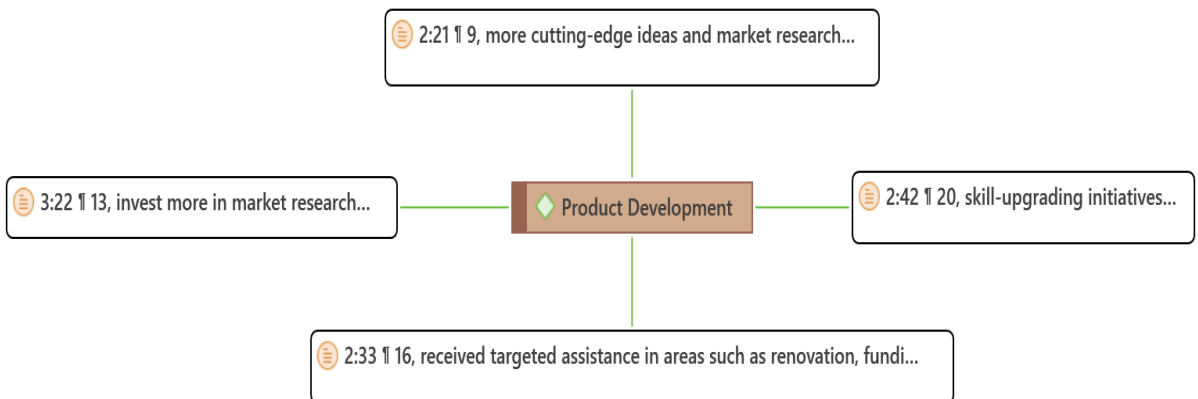 2:21 ¶ 9, more cutting-edge ideas and market research...
3:22 ¶ 13, invest more in market research...
Product Development
2:42 ¶ 20, skill-upgrading initiatives...
2:33 ¶ 16, received targeted assistance in areas such as renovation, fundi...